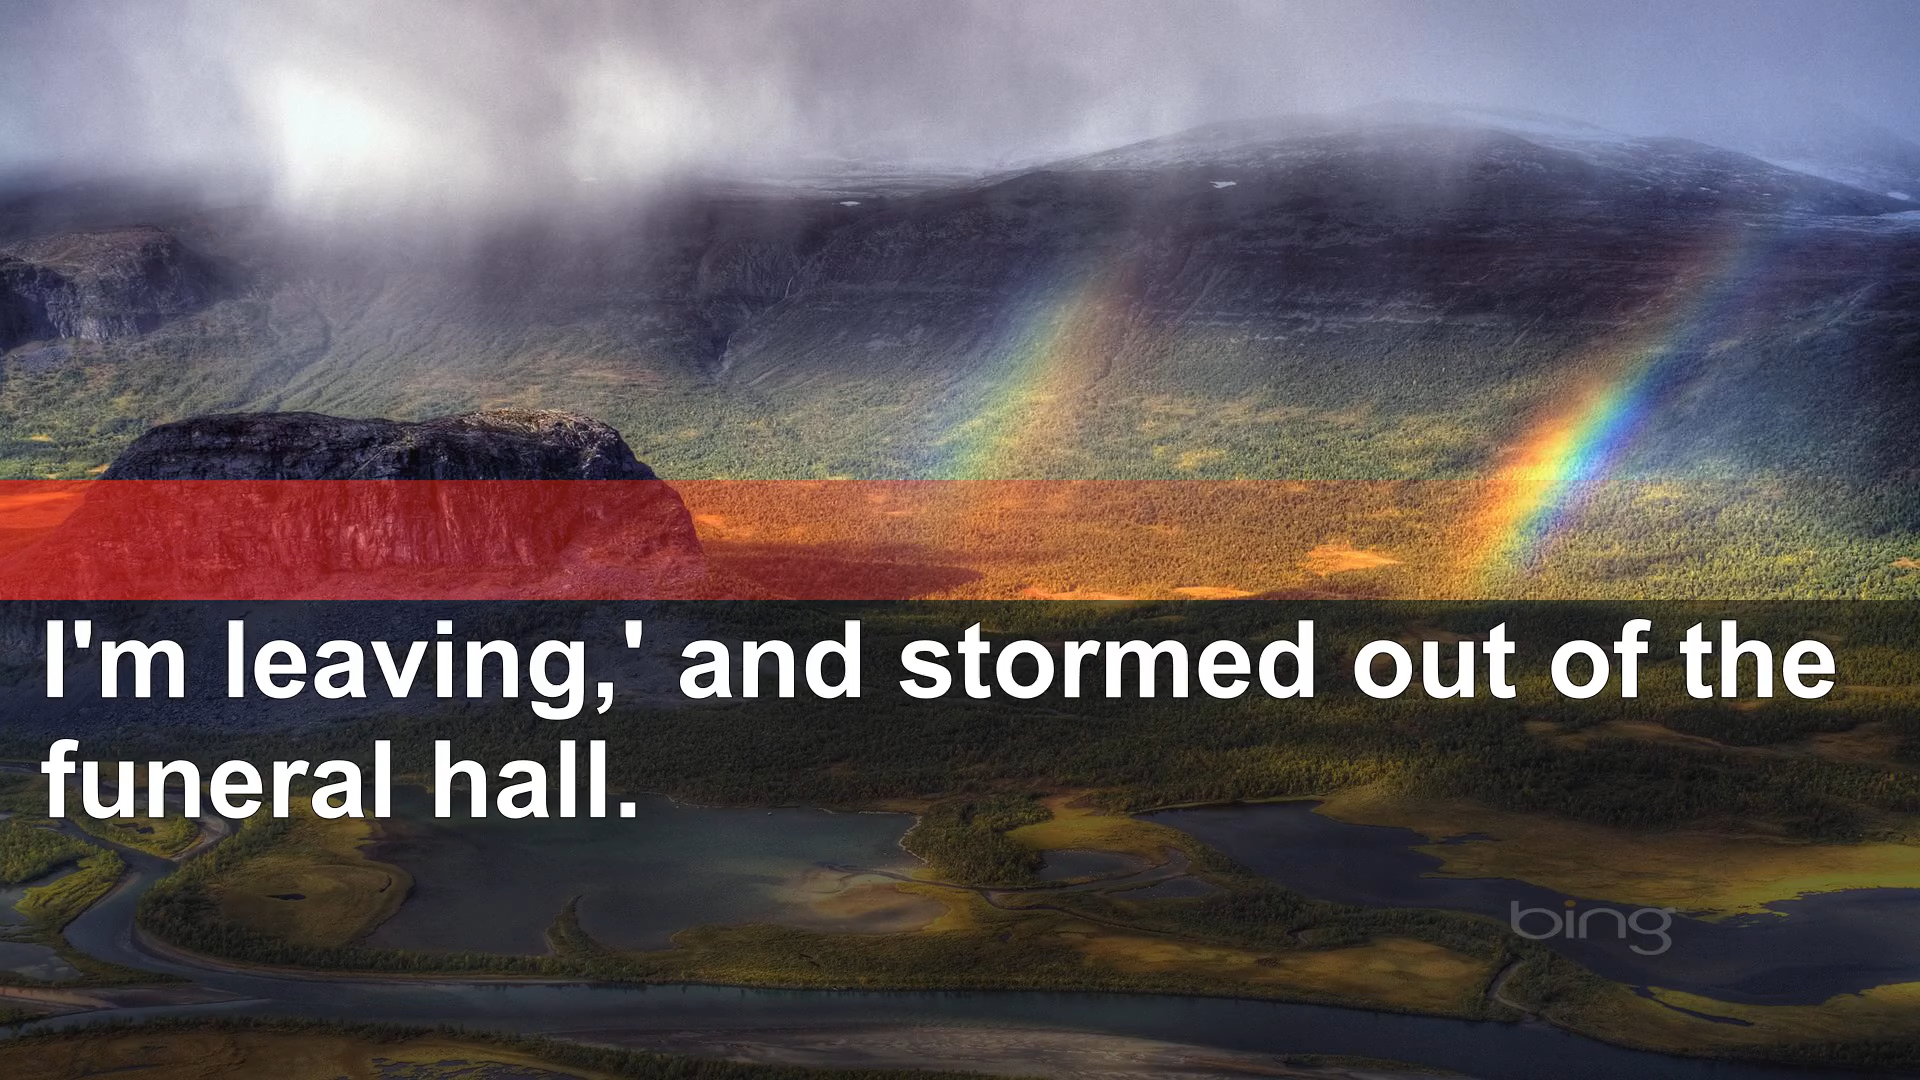 I'm leaving,' and stormed out of the
funeral hall.
bing